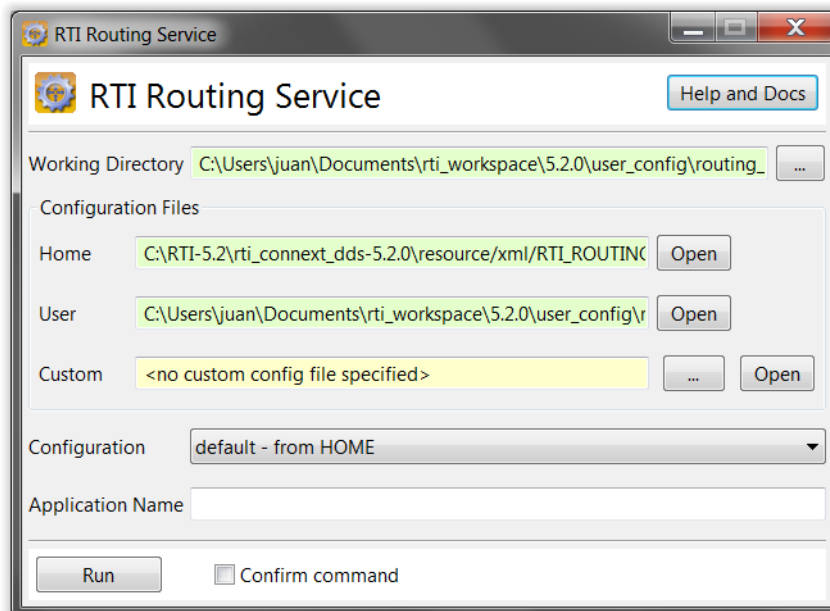 RTI Routing Service
RTI Routing Service
Help and Docs
Working Directory C:\Users\juan\Documents\rti_workspace\5.2.0\user_config\routing_ ...
Configuration Files
Home C:\RTI-5.2\rti_connext_dds-5.2.0\resource/xml/RTI_ROUTING Open
User C:\Users\juan\Documents\rti_workspace\5.2.0\user_config\r Open
Custom <no custom config file specified> ... Open
Configuration default - from HOME
Application Name
Run Confirm command